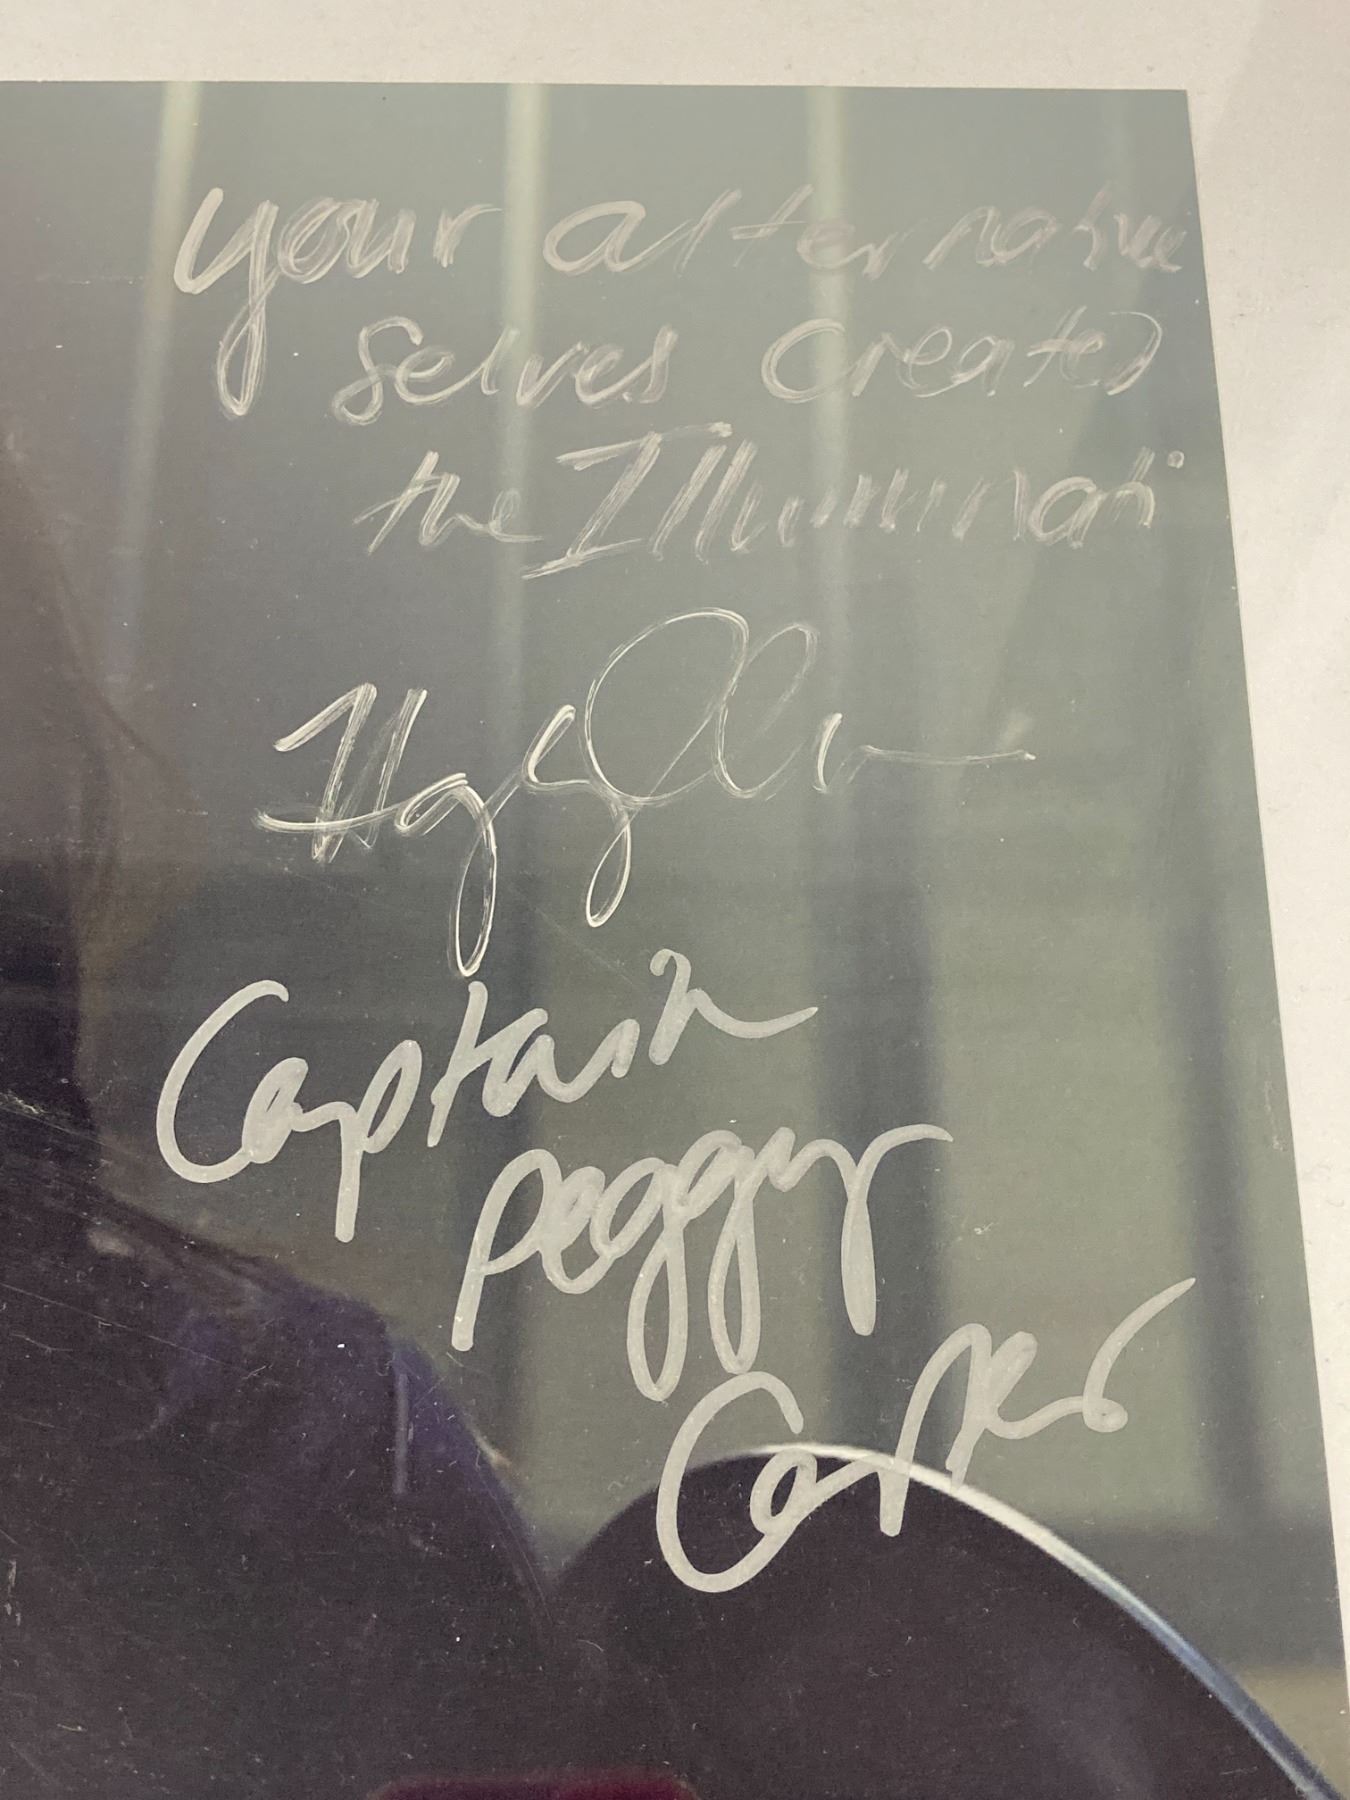 your alternative
selves created
the Illuminati
Captain
Peggy
Carter